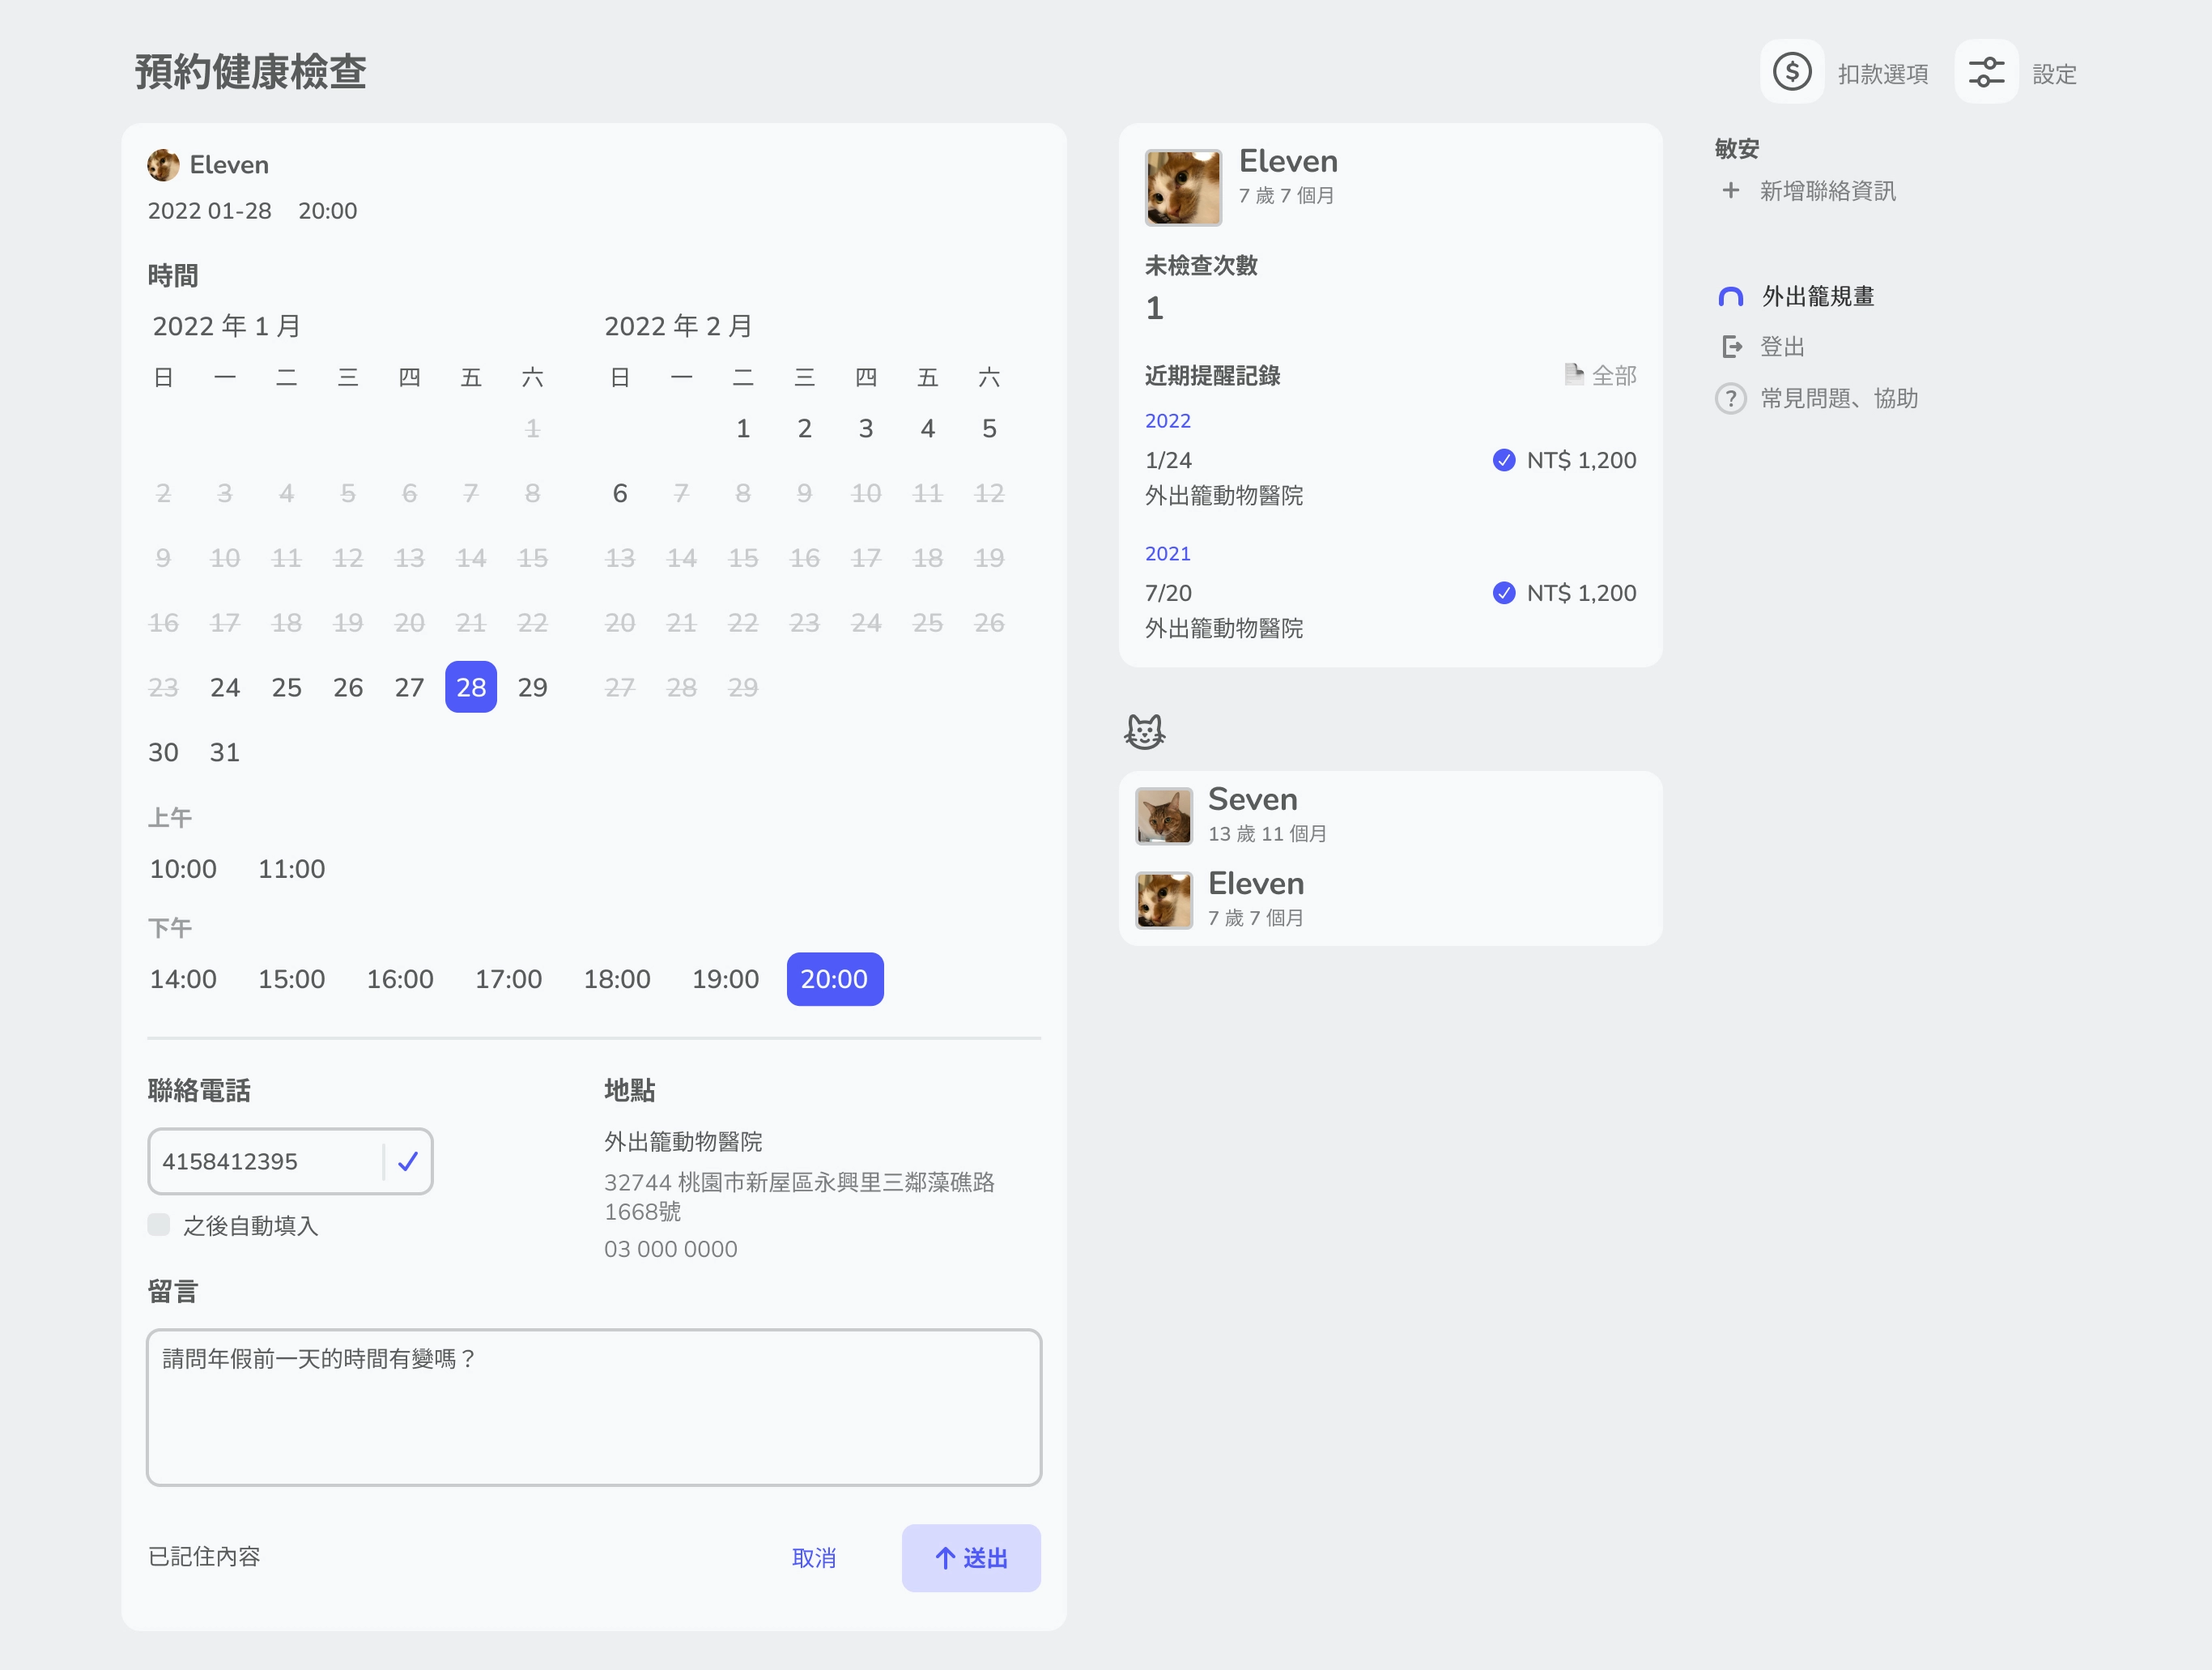 預約健康檢查
扣款選項
設定
Eleven
2022 01-28 20:00
時間
2022 年 1 月
日 一 二 三 四 五 六
1
2 3 4 5 6 7 8
9 10 11 12 13 14 15
16 17 18 19 20 21 22
23 24 25 26 27 28 29
30 31
2022 年 2 月
日 一 二 三 四 五 六
1 2 3 4 5
6 7 8 9 10 11 12
13 14 15 16 17 18 19
20 21 22 23 24 25 26
27 28 29
上午
10:00 11:00
下午
14:00 15:00 16:00 17:00 18:00 19:00 20:00
聯絡電話
4158412395
之後自動填入
地點
外出籠動物醫院
32744 桃園市新屋區永興里三鄰藻礁路
1668號
03 000 0000
留言
請問年假前一天的時間有變嗎？
已記住內容
取消
送出
Eleven
7 歲 7 個月
未檢查次數
1
近期提醒記錄
全部
2022
1/24 NT$ 1,200
外出籠動物醫院
2021
7/20 NT$ 1,200
外出籠動物醫院
Seven
13 歲 11 個月
Eleven
7 歲 7 個月
敏安
新增聯絡資訊
外出籠規畫
登出
常見問題、協助